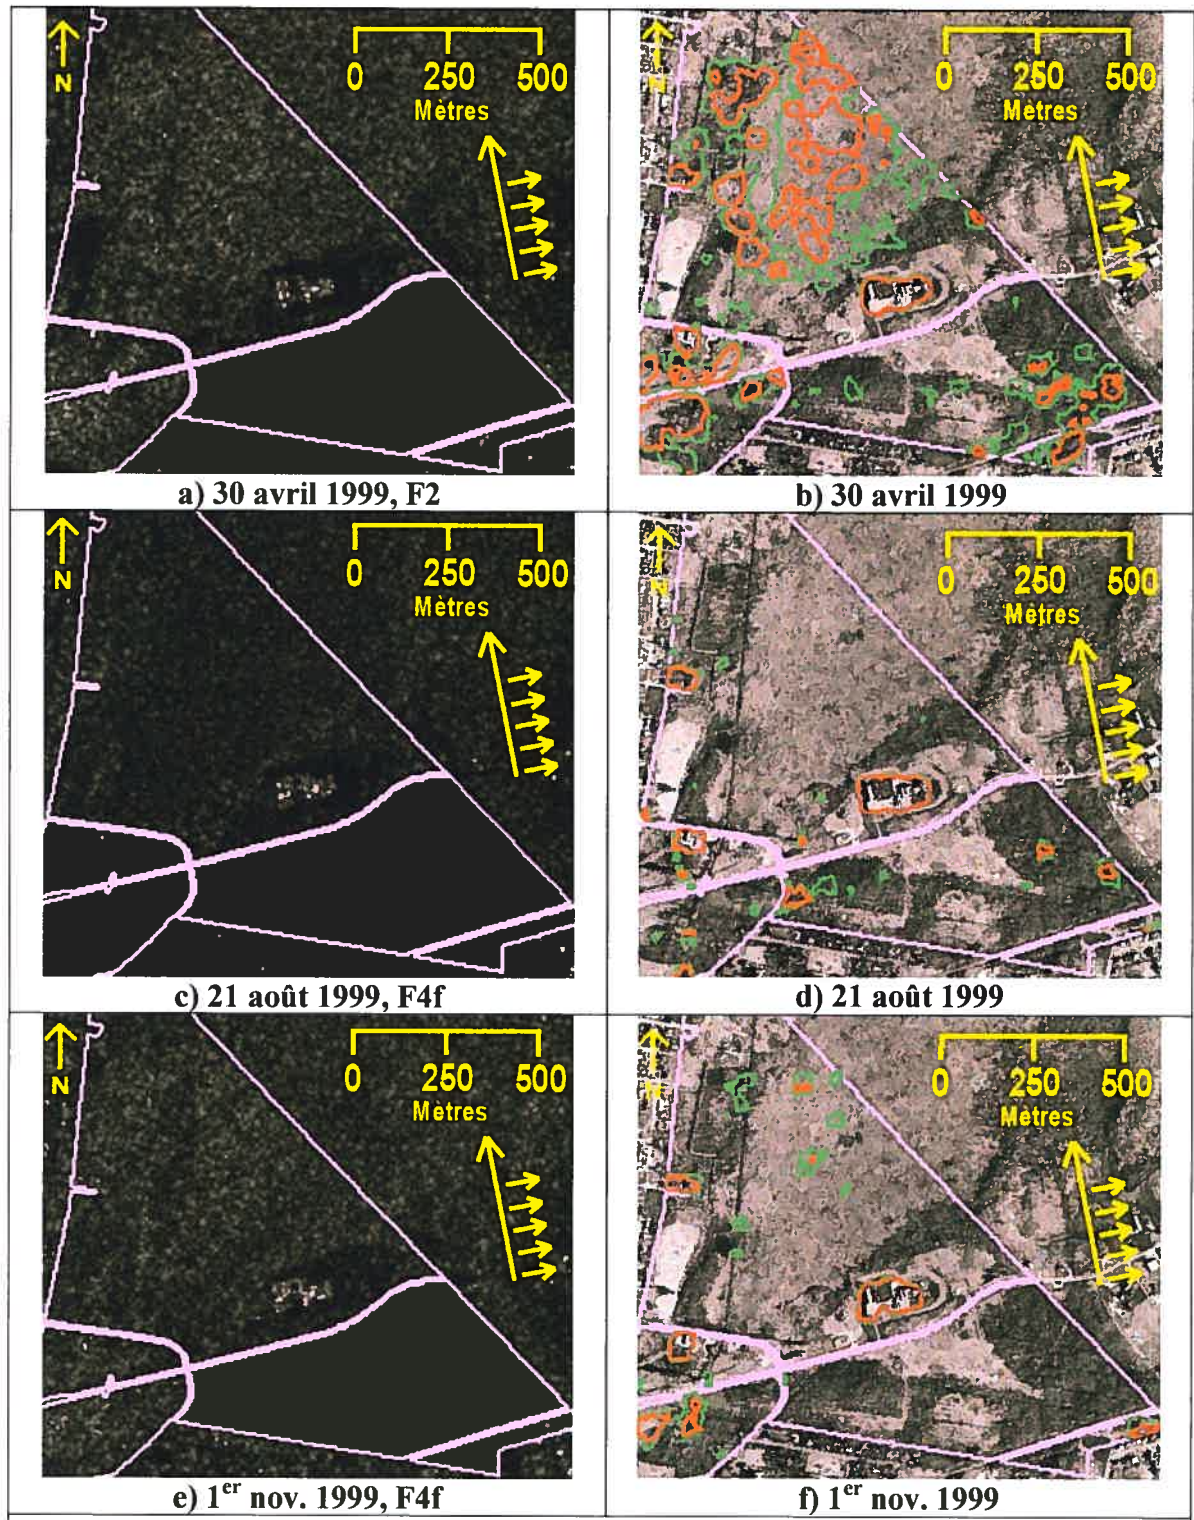 N
0 250 500
Mètres
N
0 250 500
Mètres
a) 30 avril 1999, F2
b) 30 avril 1999
N
0 250 500
Mètres
N
0 250 500
Mètres
c) 21 août 1999, F4f
d) 21 août 1999
N
0 250 500
Mètres
N
0 250 500
Mètres
e) 1er nov. 1999, F4f
f) 1er nov. 1999